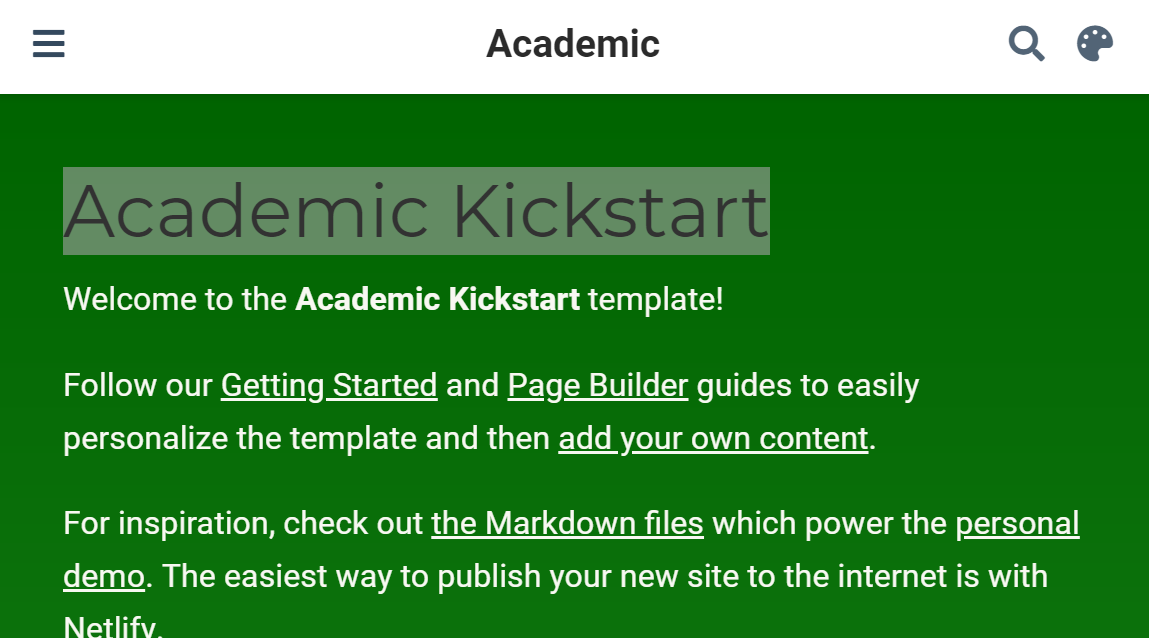 Academic
Academic Kickstart
Welcome to the Academic Kickstart template!
Follow our Getting Started and Page Builder guides to easily
personalize the template and then add your own content.
For inspiration, check out the Markdown files which power the personal
demo. The easiest way to publish your new site to the internet is with
Netlify.